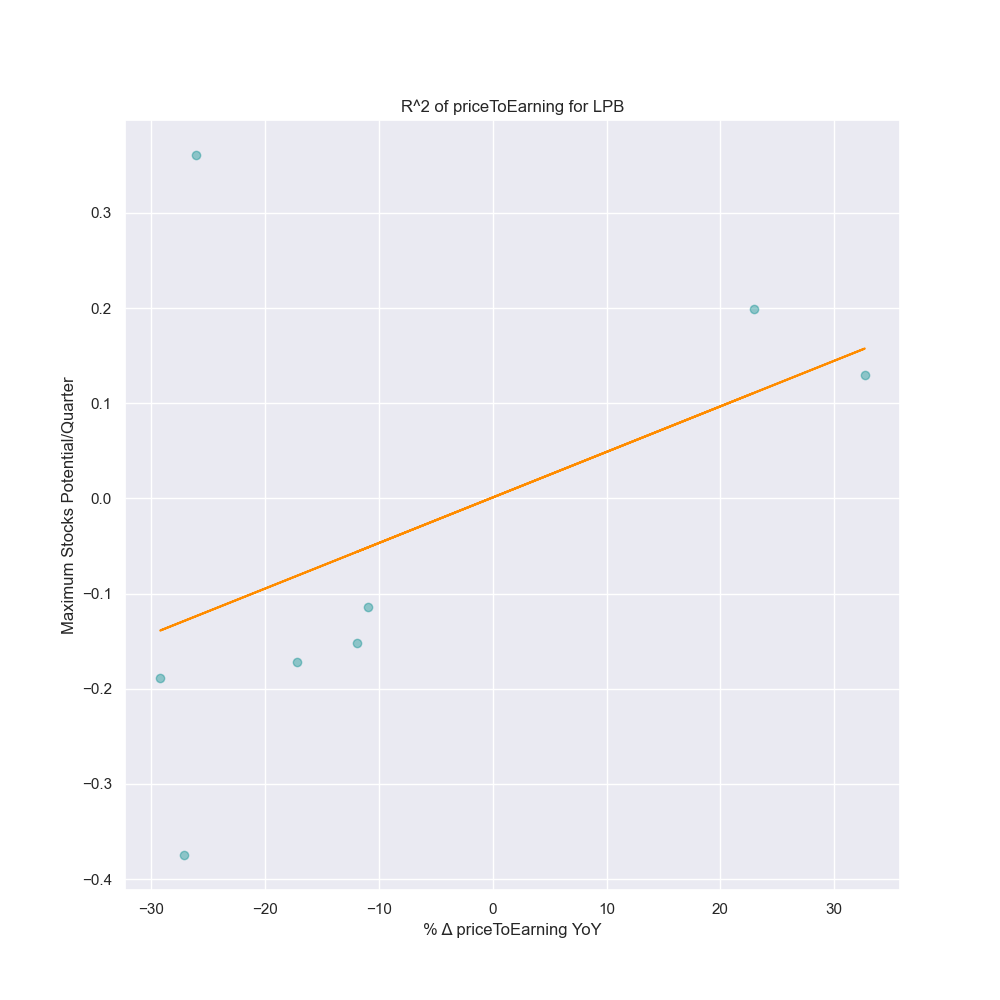 R^2 of priceToEarning for LPB
Maximum Stocks Potential/Quarter
0.3
0.2
0.1
0.0
−0.1
−0.2
−0.3
−0.4
−30 −20 −10 0 10 20 30
% Δ priceToEarning YoY